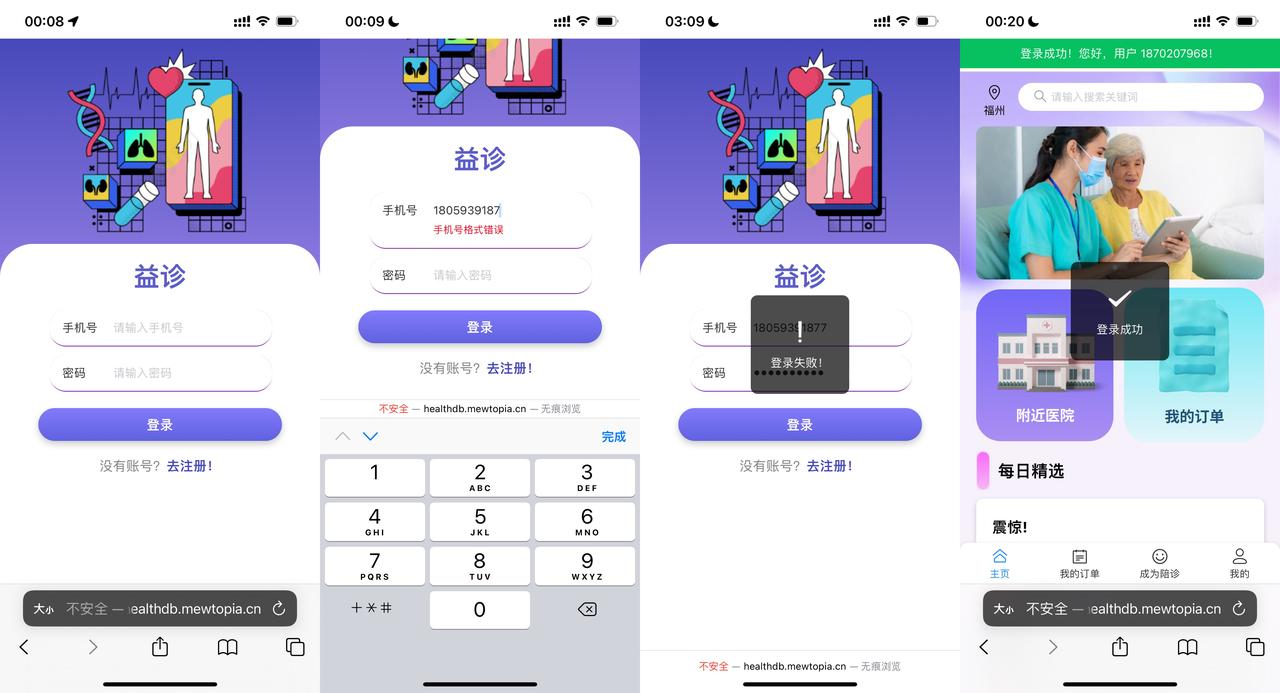 00:08
益诊
手机号 请输入手机号
密码 请输入密码
登录
没有账号？去注册！
大小 不安全 — healthdb.mewtopia.cn
00:09
益诊
手机号 1805939187
手机号格式错误
密码 请输入密码
登录
没有账号？去注册！
不安全 — healthdb.mewtopia.cn — 无痕浏览
完成
1
2 ABC
3 DEF
4 GHI
5 JKL
6 MNO
7 PQRS
8 TUV
9 WXYZ
+*#
0
03:09
益诊
手机号 18059391877
登录失败！
密码 ••••••••••
登录
没有账号？去注册！
不安全 — healthdb.mewtopia.cn — 无痕浏览
00:20
登录成功！您好，用户 1870207968！
福州
请输入搜索关键词
登录成功
附近医院
我的订单
每日精选
震惊!
主页
我的订单
成为陪诊
我的
大小 不安全 — healthdb.mewtopia.cn